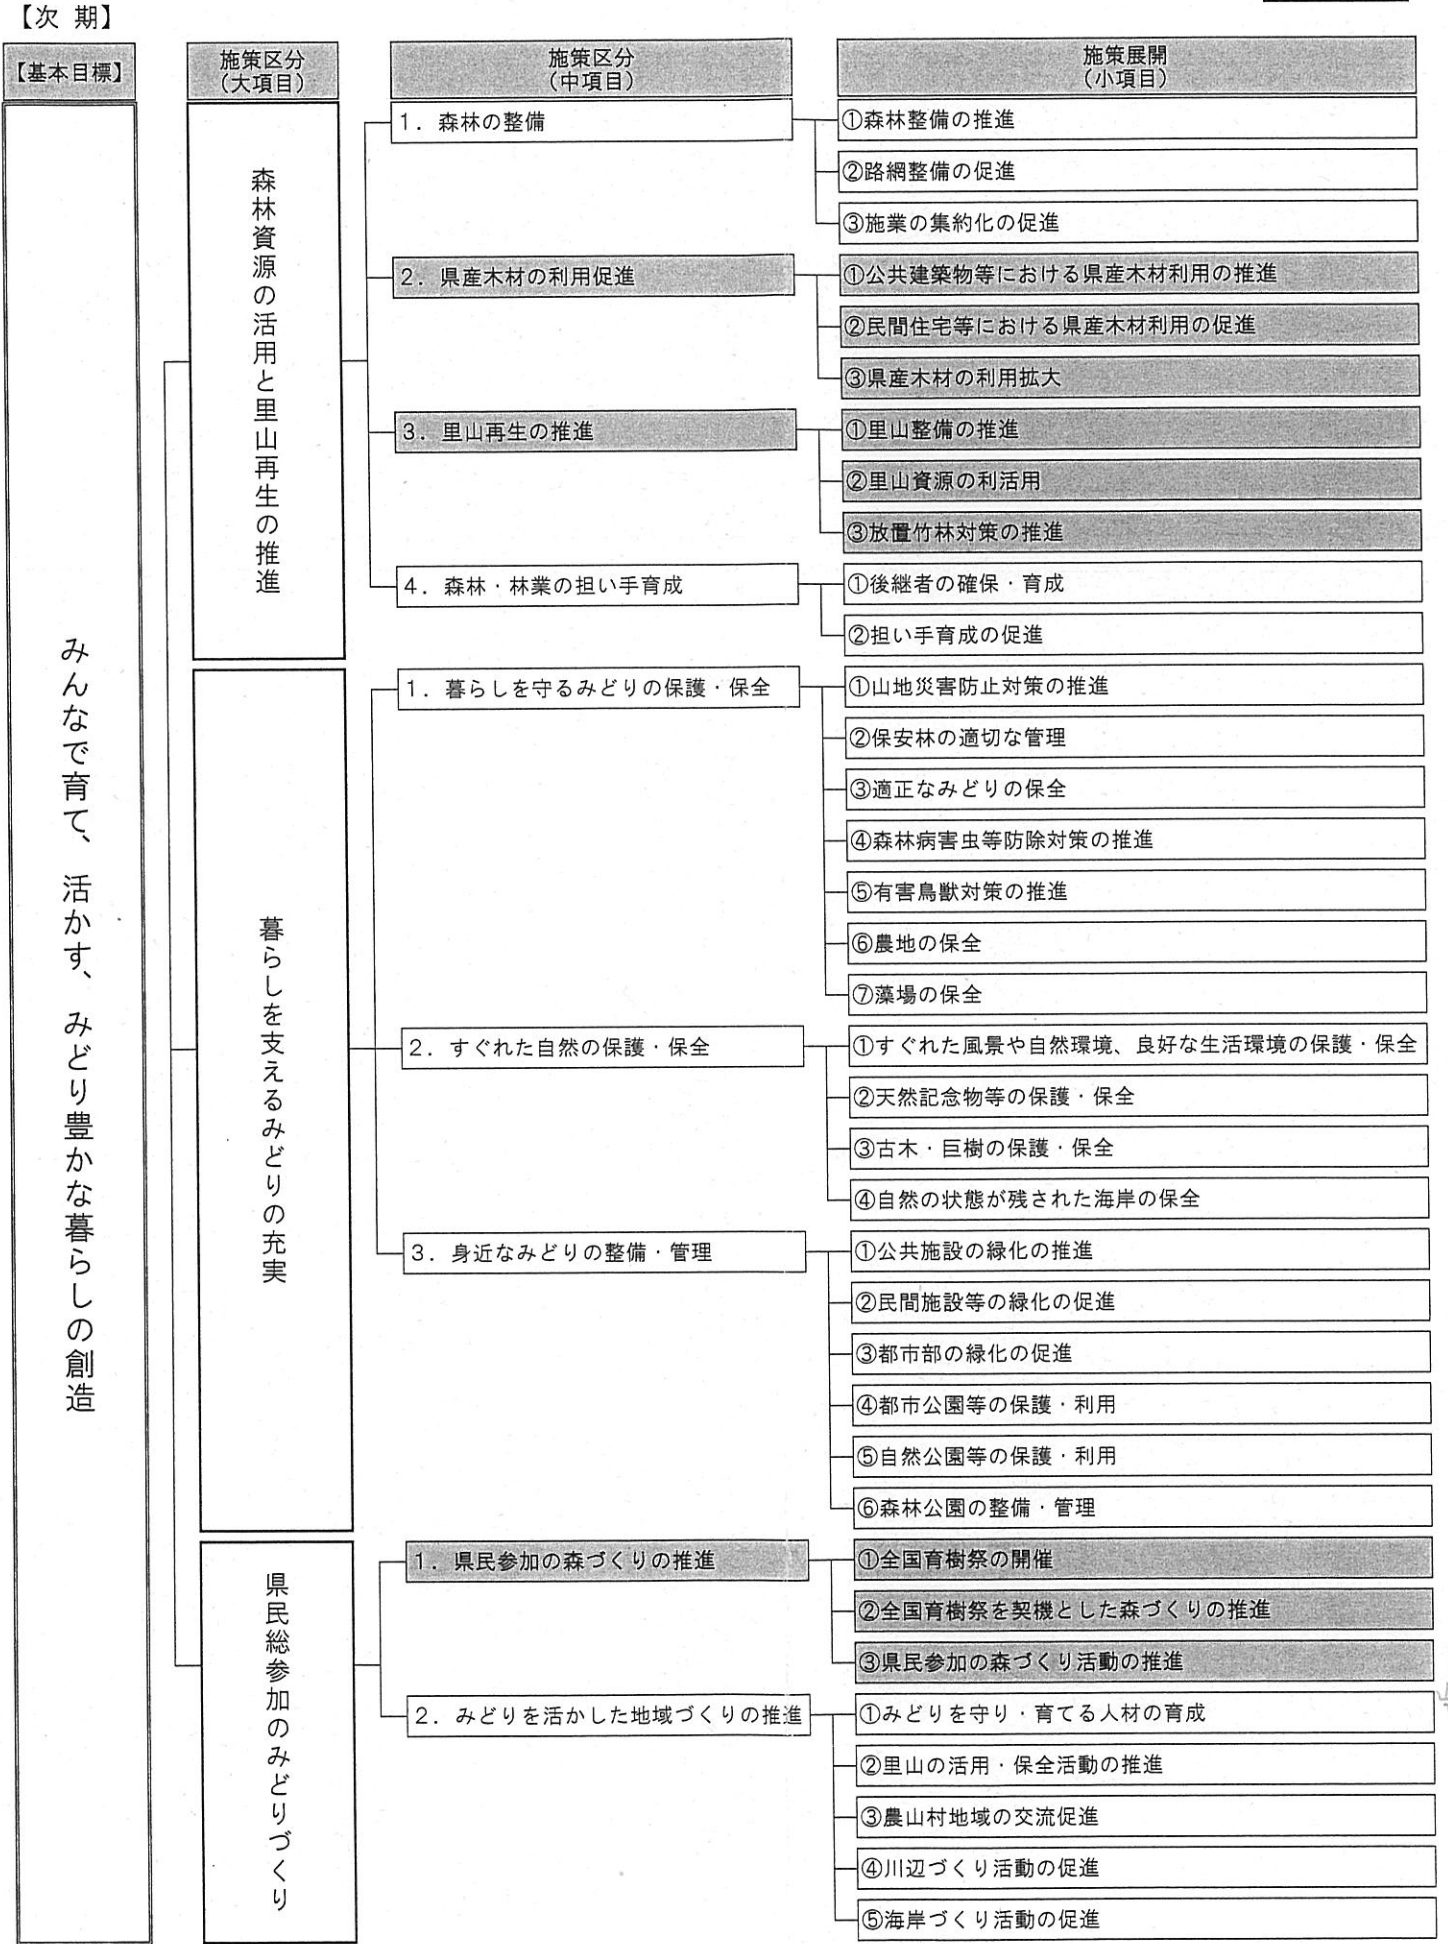 【次 期】
【基本目標】
施策区分
（大項目）
施策区分
（中項目）
施策展開
（小項目）
みんなで育て、活かす、みどり豊かな暮らしの創造
森林資源の活用と里山再生の推進
1．森林の整備
①森林整備の推進
②路網整備の促進
③施業の集約化の促進
2．県産木材の利用促進
①公共建築物等における県産木材利用の推進
②民間住宅等における県産木材利用の促進
③県産木材の利用拡大
3．里山再生の推進
①里山整備の推進
②里山資源の利活用
③放置竹林対策の推進
4．森林・林業の担い手育成
①後継者の確保・育成
②担い手育成の促進
暮らしを支えるみどりの充実
1．暮らしを守るみどりの保護・保全
①山地災害防止対策の推進
②保安林の適切な管理
③適正なみどりの保全
④森林病害虫等防除対策の推進
⑤有害鳥獣対策の推進
⑥農地の保全
⑦藻場の保全
2．すぐれた自然の保護・保全
①すぐれた風景や自然環境、良好な生活環境の保護・保全
②天然記念物等の保護・保全
③古木・巨樹の保護・保全
④自然の状態が残された海岸の保全
3．身近なみどりの整備・管理
①公共施設の緑化の推進
②民間施設等の緑化の促進
③都市部の緑化の促進
④都市公園等の保護・利用
⑤自然公園等の保護・利用
⑥森林公園の整備・管理
県民総参加のみどりづくり
1．県民参加の森づくりの推進
①全国育樹祭の開催
②全国育樹祭を契機とした森づくりの推進
③県民参加の森づくり活動の推進
2．みどりを活かした地域づくりの推進
①みどりを守り・育てる人材の育成
②里山の活用・保全活動の推進
③農山村地域の交流促進
④川辺づくり活動の促進
⑤海岸づくり活動の促進